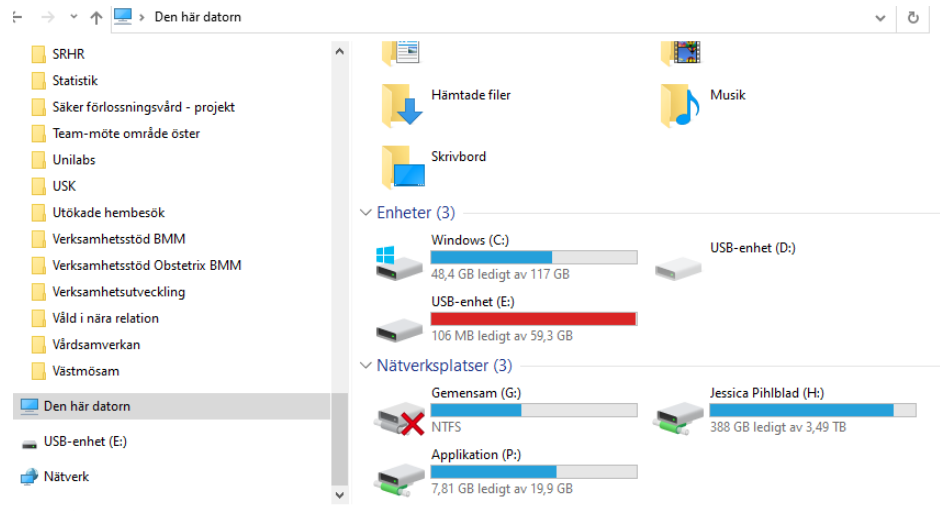 Den här datorn
SRHR
Statistik
Säker förlossningsvård - projekt
Team-möte område öster
Unilabs
USK
Utökade hembesök
Verksamhetsstöd BMM
Verksamhetsstöd Obstetrix BMM
Verksamhetsutveckling
Våld i nära relation
Vårdsamverkan
Västmösam
Den här datorn
USB-enhet (E:)
Nätverk
Hämtade filer
Musik
Skrivbord
Enheter (3)
Windows (C:)
48,4 GB ledigt av 117 GB
USB-enhet (D:)
USB-enhet (E:)
106 MB ledigt av 59,3 GB
Nätverksplatser (3)
Gemensam (G:)
NTFS
Jessica Pihlblad (H:)
388 GB ledigt av 3,49 TB
Applikation (P:)
7,81 GB ledigt av 19,9 GB